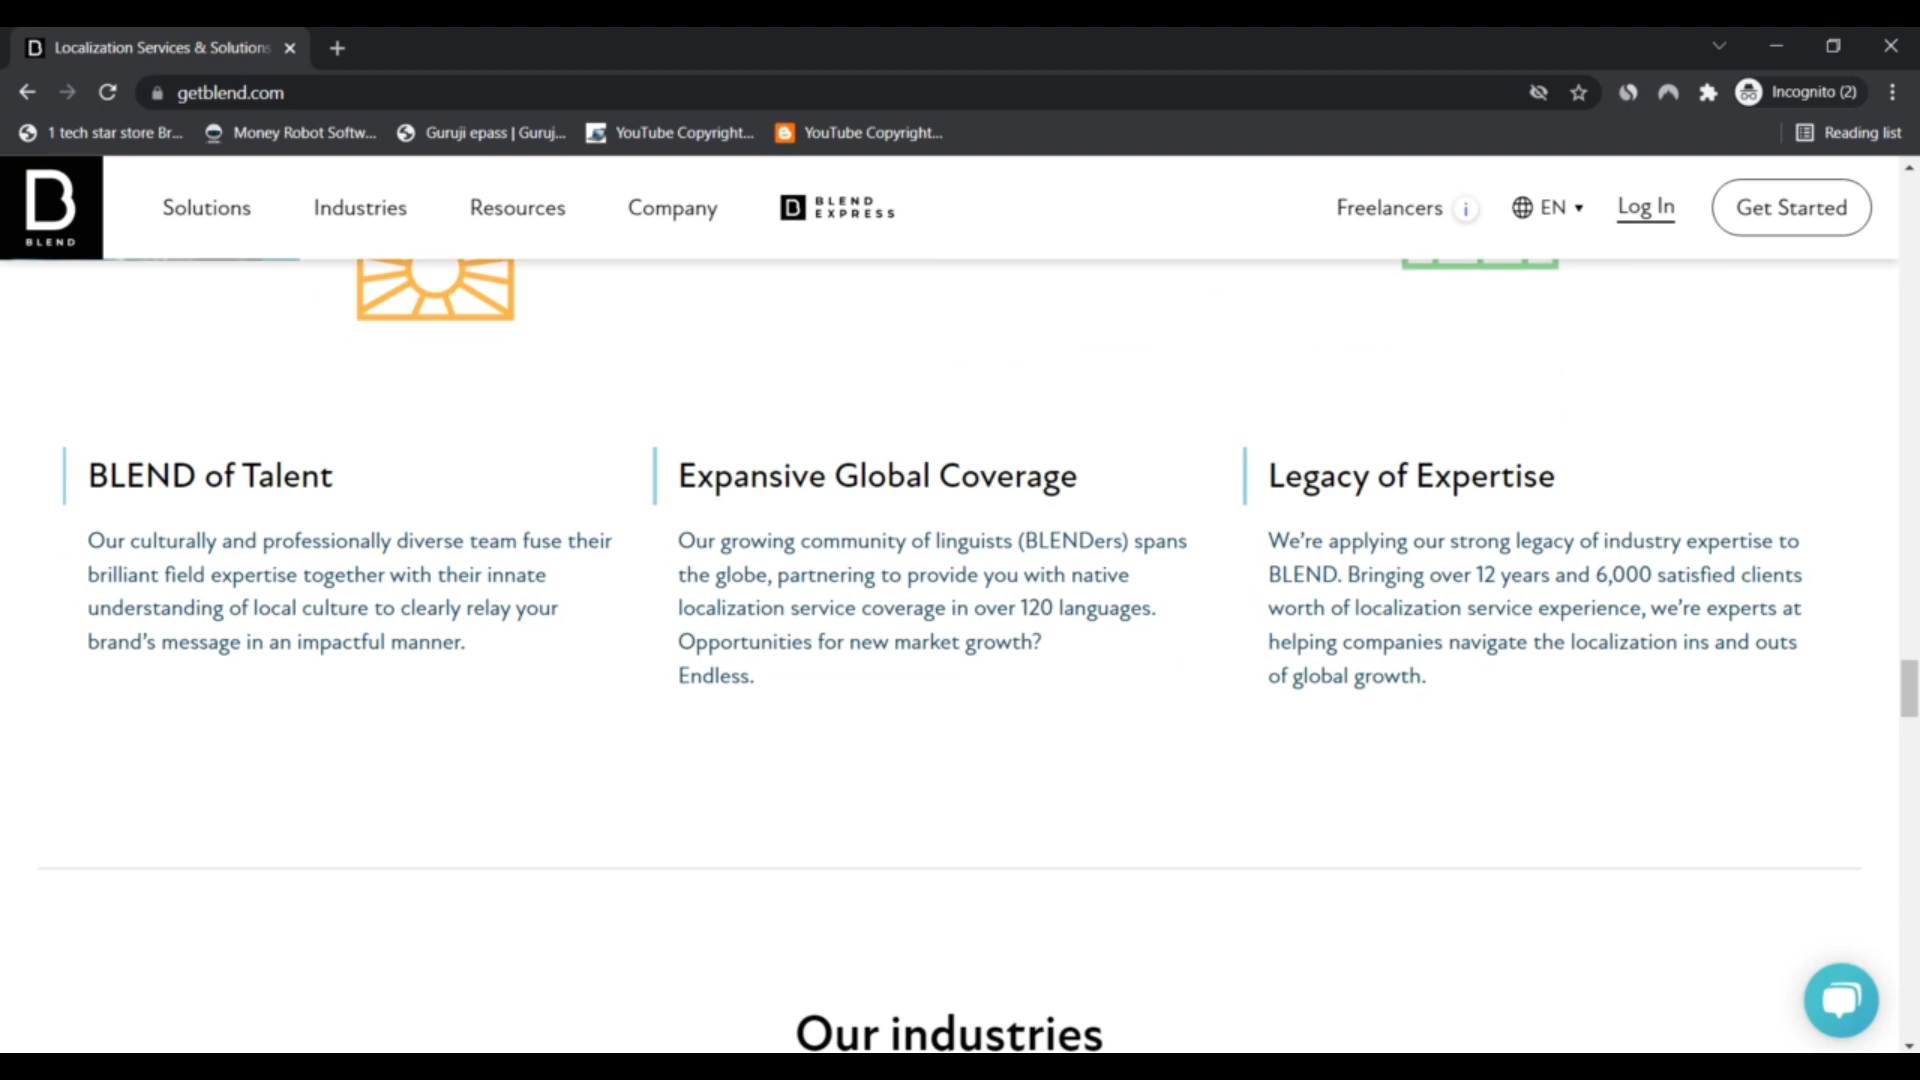 Localization Services & Solutions
getblend.com
Incognito (2)
1 tech star store Br...
Money Robot Softw...
Guruji epass | Guruj...
YouTube Copyright...
YouTube Copyright...
Reading list
B
BLEND
Solutions
Industries
Resources
Company
BLEND
EXPRESS
Freelancers i
EN
Log In
Get Started
BLEND of Talent
Our culturally and professionally diverse team fuse their
brilliant field expertise together with their innate
understanding of local culture to clearly relay your
brand's message in an impactful manner.
Expansive Global Coverage
Our growing community of linguists (BLENDers) spans
the globe, partnering to provide you with native
localization service coverage in over 120 languages.
Opportunities for new market growth?
Endless.
Legacy of Expertise
We're applying our strong legacy of industry expertise to
BLEND. Bringing over 12 years and 6,000 satisfied clients
worth of localization service experience, we're experts at
helping companies navigate the localization ins and outs
of global growth.
Our industries